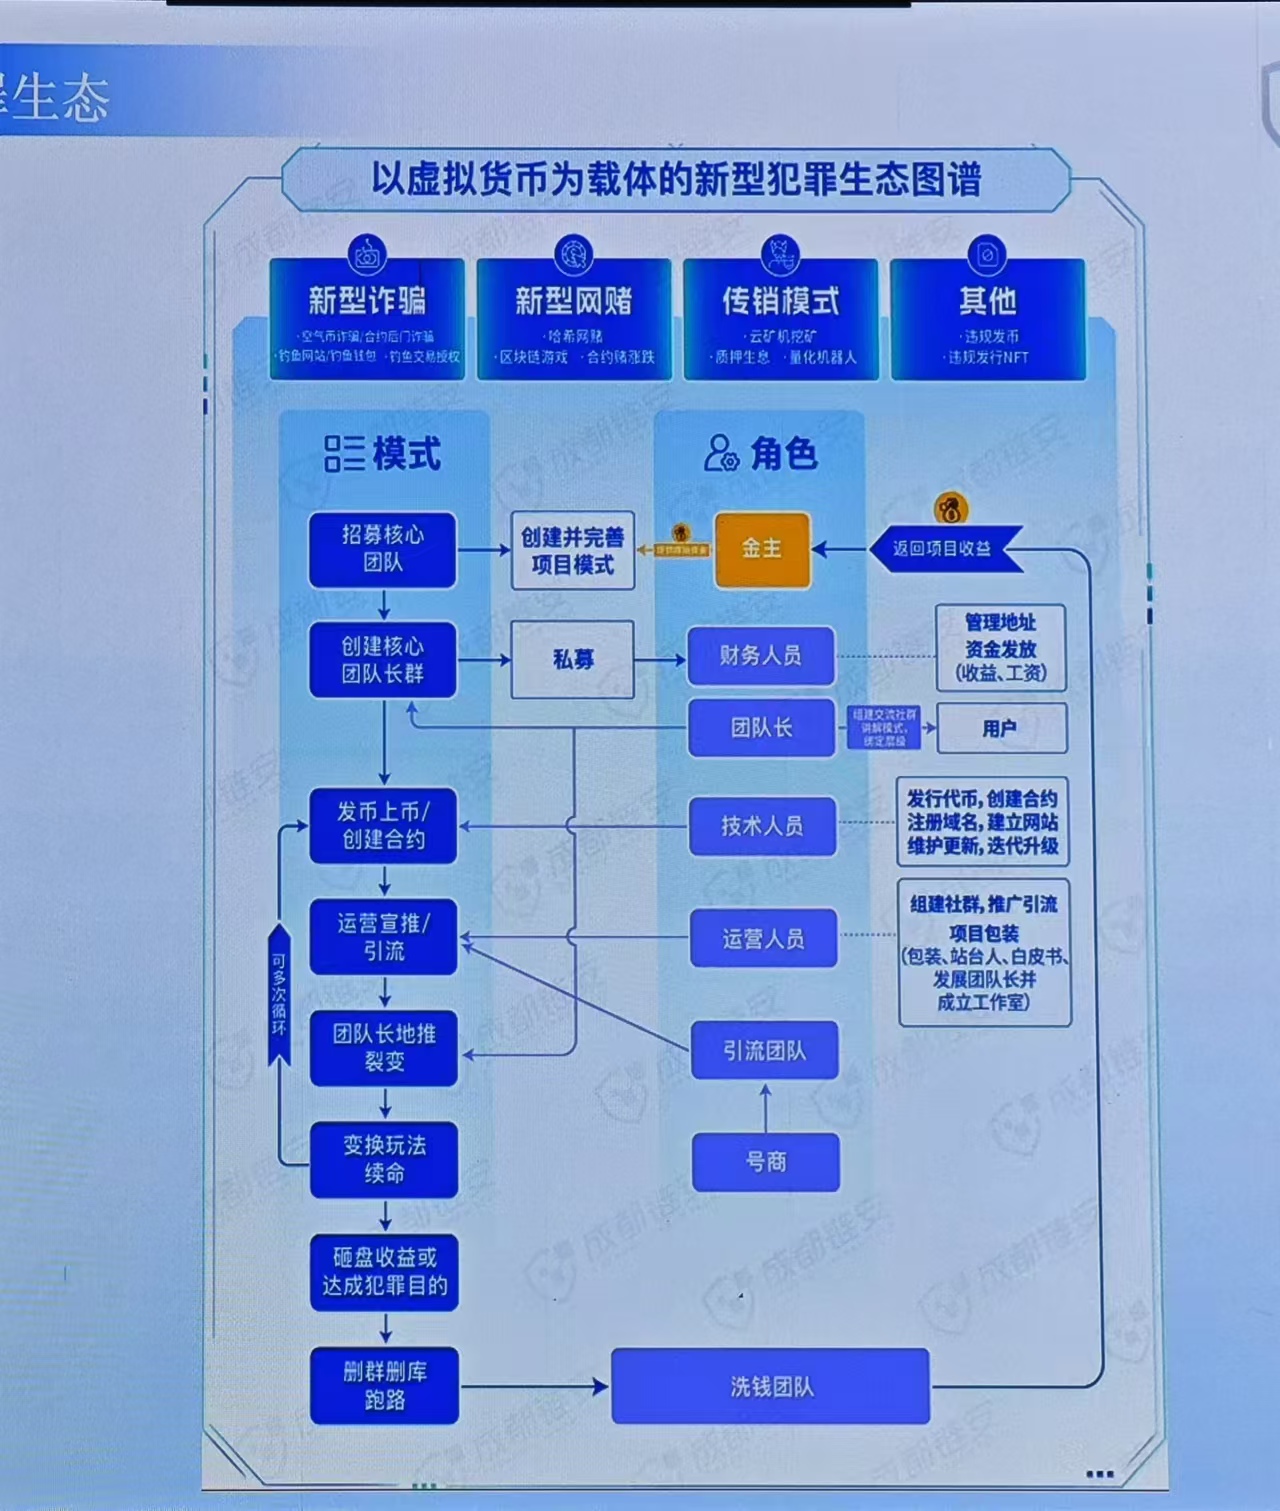 罪生态
以虚拟货币为载体的新型犯罪生态图谱
新型诈骗
·空气币诈骗/合约后门诈骗
·钓鱼网站/钓鱼钱包 ·钓鱼交易授权
新型网赌
·哈希网赌
·区块链游戏 ·合约赌涨跌
传销模式
·云矿机挖矿
·质押生息 ·量化机器人
其他
·违规发币
·违规发行NFT
模式
角色
招募核心
团队
创建并完善
项目模式
金主
返回项目收益
创建核心
团队长群
私募
财务人员
管理地址
资金发放
(收益、工资)
团队长
组建交流社群
讲解模式,
绑定层级
用户
发币上币/
创建合约
技术人员
发行代币,创建合约
注册域名,建立网站
维护更新,迭代升级
运营宣推/
引流
运营人员
组建社群,推广引流
项目包装
(包装、站台人、白皮书、
发展团队长并
成立工作室)
可多次循环
团队长地推
裂变
引流团队
变换玩法
续命
号商
砸盘收益或
达成犯罪目的
删群删库
跑路
洗钱团队
成都链安